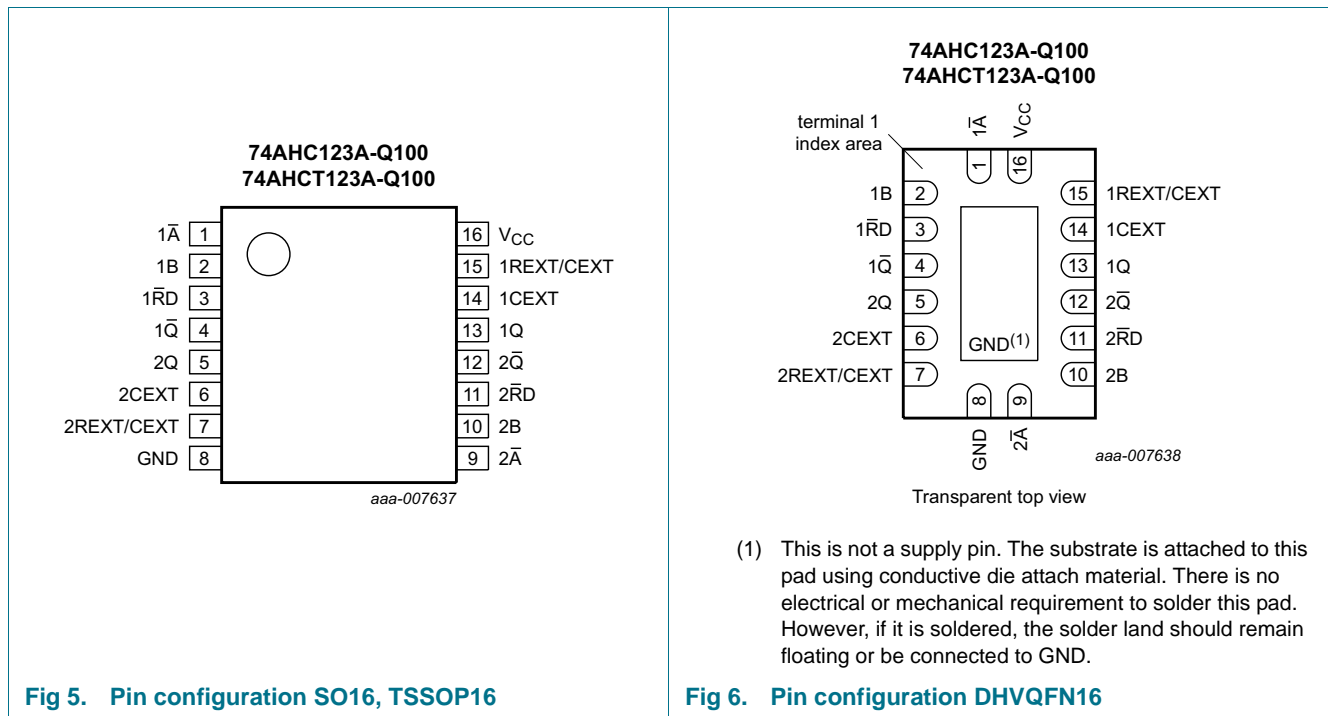 74AHC123A-Q100
74AHCT123A-Q100
1A̅ 1
1B 2
1R̅D 3
1Q̅ 4
2Q 5
2CEXT 6
2REXT/CEXT 7
GND 8
16 VCC
15 1REXT/CEXT
14 1CEXT
13 1Q
12 2Q̅
11 2R̅D
10 2B
9 2A̅
aaa-007637
Fig 5. Pin configuration SO16, TSSOP16
74AHC123A-Q100
74AHCT123A-Q100
terminal 1
index area
1A̅
VCC
1
16
1B 2
1R̅D 3
1Q̅ 4
2Q 5
2CEXT 6
2REXT/CEXT 7
15 1REXT/CEXT
14 1CEXT
13 1Q
12 2Q̅
11 2R̅D
10 2B
GND(1)
8
9
GND
2A̅
aaa-007638
Transparent top view
(1) This is not a supply pin. The substrate is attached to this
pad using conductive die attach material. There is no
electrical or mechanical requirement to solder this pad.
However, if it is soldered, the solder land should remain
floating or be connected to GND.
Fig 6. Pin configuration DHVQFN16